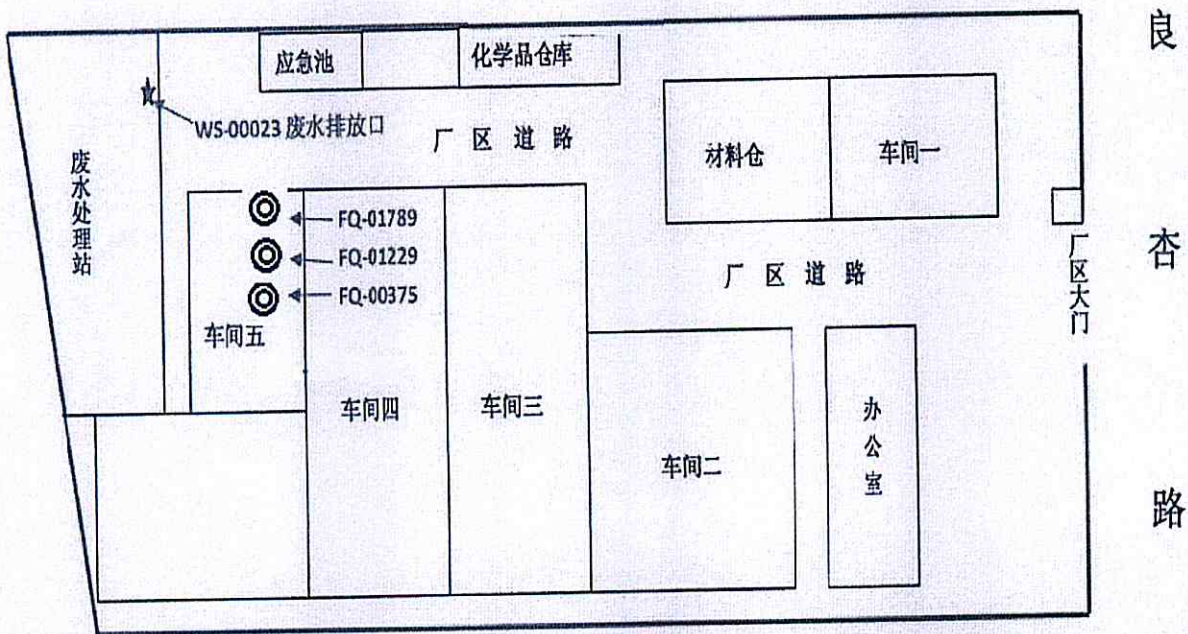 良杏路
应急池
化学品仓库
WS-00023 废水排放口
厂区道路
材料仓
车间一
废水处理站
FQ-01789
FQ-01229
FQ-00375
车间五
厂区道路
厂区大门
车间四
车间三
车间二
办公室